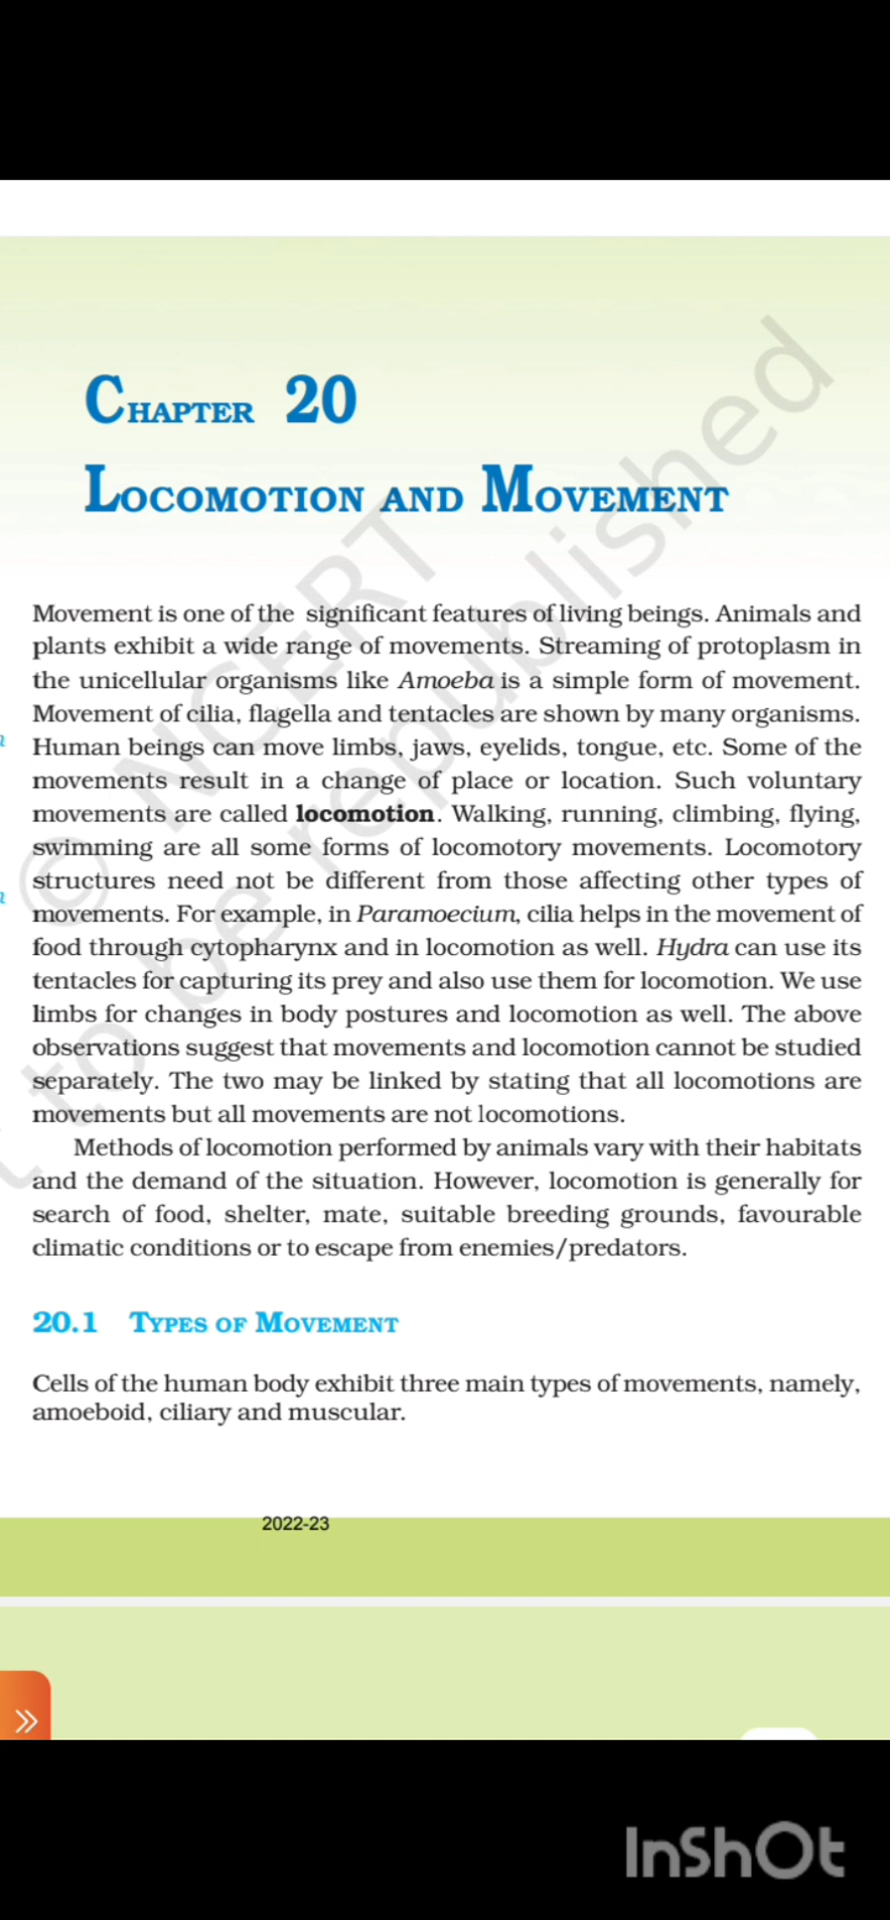 CHAPTER 20
LOCOMOTION AND MOVEMENT
Movement is one of the significant features of living beings. Animals and
plants exhibit a wide range of movements. Streaming of protoplasm in
the unicellular organisms like Amoeba is a simple form of movement.
Movement of cilia, flagella and tentacles are shown by many organisms.
Human beings can move limbs, jaws, eyelids, tongue, etc. Some of the
movements result in a change of place or location. Such voluntary
movements are called locomotion. Walking, running, climbing, flying,
swimming are all some forms of locomotory movements. Locomotory
structures need not be different from those affecting other types of
movements. For example, in Paramoecium, cilia helps in the movement of
food through cytopharynx and in locomotion as well. Hydra can use its
tentacles for capturing its prey and also use them for locomotion. We use
limbs for changes in body postures and locomotion as well. The above
observations suggest that movements and locomotion cannot be studied
separately. The two may be linked by stating that all locomotions are
movements but all movements are not locomotions.
Methods of locomotion performed by animals vary with their habitats
and the demand of the situation. However, locomotion is generally for
search of food, shelter, mate, suitable breeding grounds, favourable
climatic conditions or to escape from enemies/predators.
20.1 TYPES OF MOVEMENT
Cells of the human body exhibit three main types of movements, namely,
amoeboid, ciliary and muscular.
2022-23
© NCERT
to be republished
InShOt